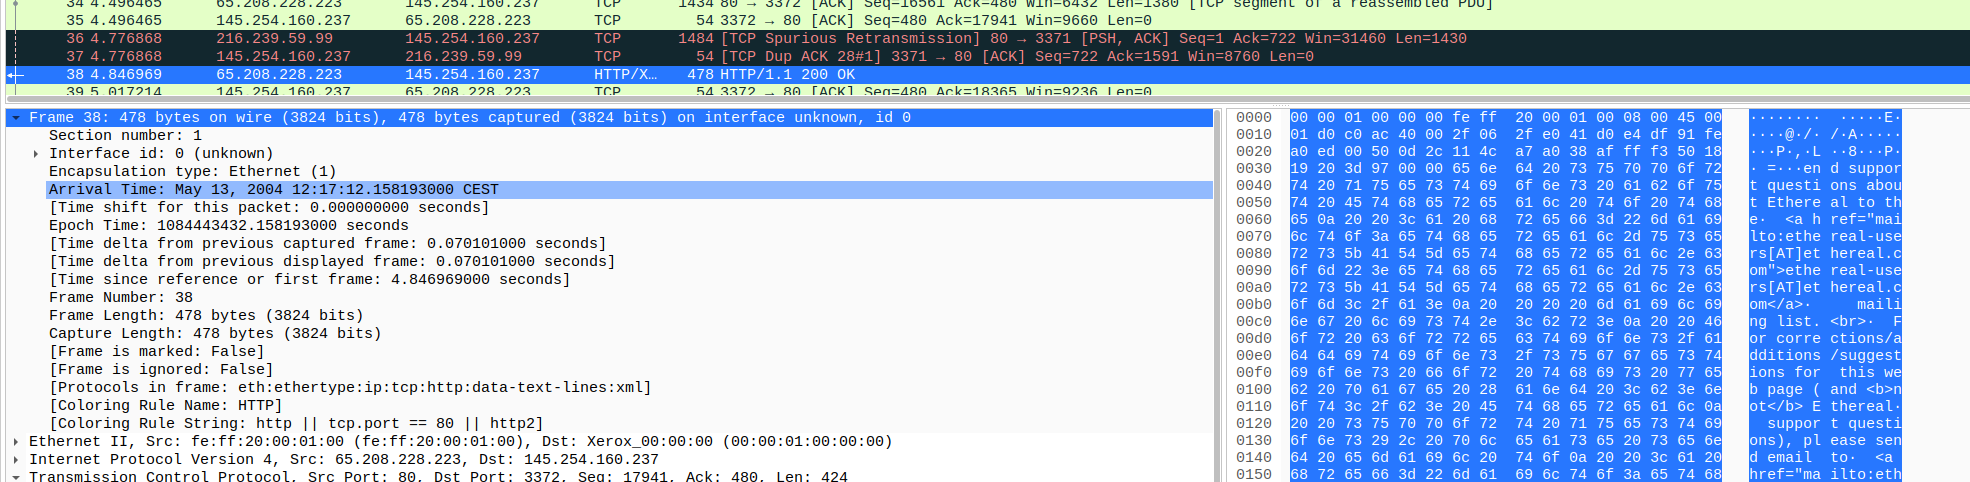 34 4.496465 65.208.228.223 145.254.160.237 TCP 1434 80 → 3372 [ACK] Seq=16561 Ack=480 Win=6432 Len=1380 [TCP segment of a reassembled PDU]
35 4.496465 145.254.160.237 65.208.228.223 TCP 54 3372 → 80 [ACK] Seq=480 Ack=17941 Win=9660 Len=0
36 4.776868 216.239.59.99 145.254.160.237 TCP 1484 [TCP Spurious Retransmission] 80 → 3371 [PSH, ACK] Seq=1 Ack=722 Win=31460 Len=1430
37 4.776868 145.254.160.237 216.239.59.99 TCP 54 [TCP Dup ACK 28#1] 3371 → 80 [ACK] Seq=722 Ack=1591 Win=8760 Len=0
38 4.846969 65.208.228.223 145.254.160.237 HTTP/X… 478 HTTP/1.1 200 OK
39 5.017214 145.254.160.237 65.208.228.223 TCP 54 3372 → 80 [ACK] Seq=480 Ack=18365 Win=9236 Len=0
Frame 38: 478 bytes on wire (3824 bits), 478 bytes captured (3824 bits) on interface unknown, id 0
Section number: 1
Interface id: 0 (unknown)
Encapsulation type: Ethernet (1)
Arrival Time: May 13, 2004 12:17:12.158193000 CEST
[Time shift for this packet: 0.000000000 seconds]
Epoch Time: 1084443432.158193000 seconds
[Time delta from previous captured frame: 0.070101000 seconds]
[Time delta from previous displayed frame: 0.070101000 seconds]
[Time since reference or first frame: 4.846969000 seconds]
Frame Number: 38
Frame Length: 478 bytes (3824 bits)
Capture Length: 478 bytes (3824 bits)
[Frame is marked: False]
[Frame is ignored: False]
[Protocols in frame: eth:ethertype:ip:tcp:http:data-text-lines:xml]
[Coloring Rule Name: HTTP]
[Coloring Rule String: http || tcp.port == 80 || http2]
Ethernet II, Src: fe:ff:20:00:01:00 (fe:ff:20:00:01:00), Dst: Xerox_00:00:00 (00:00:01:00:00:00)
Internet Protocol Version 4, Src: 65.208.228.223, Dst: 145.254.160.237
Transmission Control Protocol, Src Port: 80, Dst Port: 3372, Seq: 17941, Ack: 480, Len: 424
0000 00 00 01 00 00 00 fe ff 20 00 01 00 08 00 45 00 ········ ·····E·
0010 01 d0 c0 ac 40 00 2f 06 2f e0 41 d0 e4 df 91 fe ····@·/· /·A·····
0020 a0 ed 00 50 0d 2c 11 4c a7 a0 38 af ff f3 50 18 ···P·,·L ··8···P·
0030 19 20 3d 97 00 00 65 6e 64 20 73 75 70 70 6f 72 · =···en d suppor
0040 74 20 71 75 65 73 74 69 6f 6e 73 20 61 62 6f 75 t questi ons abou
0050 74 20 45 74 68 65 72 65 61 6c 20 74 6f 20 74 68 t Ethere al to th
0060 65 0a 20 20 3c 61 20 68 72 65 66 3d 22 6d 61 69 e· <a h ref="mai
0070 6c 74 6f 3a 65 74 68 65 72 65 61 6c 2d 75 73 65 lto:ethe real-use
0080 72 73 5b 41 54 5d 65 74 68 65 72 65 61 6c 2e 63 rs[AT]et hereal.c
0090 6f 6d 22 3e 65 74 68 65 72 65 61 6c 2d 75 73 65 om">ethe real-use
00a0 72 73 5b 41 54 5d 65 74 68 65 72 65 61 6c 2e 63 rs[AT]et hereal.c
00b0 6f 6d 3c 2f 61 3e 0a 20 20 20 20 6d 61 69 6c 69 om</a>· maili
00c0 6e 67 20 6c 69 73 74 2e 3c 62 72 3e 0a 20 20 46 ng list. <br>· F
00d0 6f 72 20 63 6f 72 72 65 63 74 69 6f 6e 73 2f 61 or corre ctions/a
00e0 64 64 69 74 69 6f 6e 73 2f 73 75 67 67 65 73 74 dditions /suggest
00f0 69 6f 6e 73 20 66 6f 72 20 74 68 69 73 20 77 65 ions for this we
0100 62 20 70 61 67 65 20 28 61 6e 64 20 3c 62 3e 6e b page ( and <b>n
0110 6f 74 3c 2f 62 3e 20 45 74 68 65 72 65 61 6c 0a ot</b> E thereal·
0120 20 20 73 75 70 70 6f 72 74 20 71 75 65 73 74 69 suppor t questi
0130 6f 6e 73 29 2c 20 70 6c 65 61 73 65 20 73 65 6e ons), pl ease sen
0140 64 20 65 6d 61 69 6c 20 74 6f 0a 20 20 3c 61 20 d email to· <a
0150 68 72 65 66 3d 22 6d 61 69 6c 74 6f 3a 65 74 68 href="ma ilto:eth